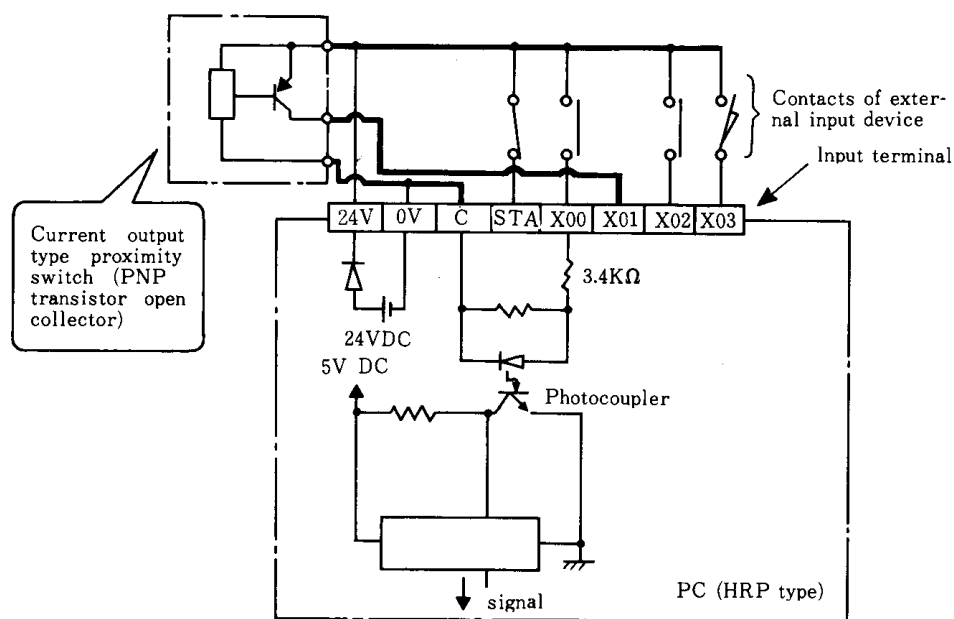 Contacts of exter-
nal input device
Input terminal
24V 0V C STA X00 X01 X02 X03
Current output
type proximity
switch (PNP
transistor open
collector)
3.4KΩ
24VDC
5V DC
Photocoupler
signal
PC (HRP type)